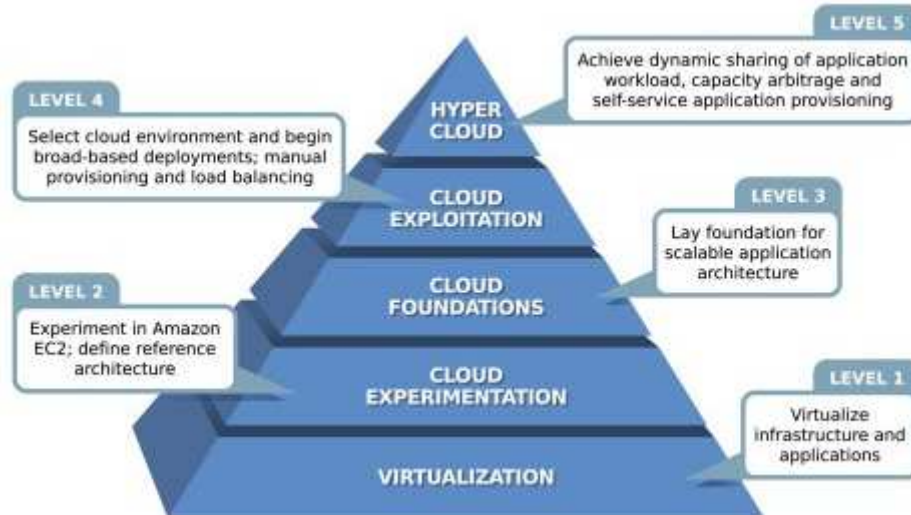 LEVEL 5
Achieve dynamic sharing of application
workload, capacity arbitrage and
self-service application provisioning
HYPER
CLOUD
LEVEL 4
Select cloud environment and begin
broad-based deployments; manual
provisioning and load balancing
CLOUD
EXPLOITATION
LEVEL 3
Lay foundation for
scalable application
architecture
CLOUD
FOUNDATIONS
LEVEL 2
Experiment in Amazon
EC2; define reference
architecture
CLOUD
EXPERIMENTATION
LEVEL 1
Virtualize
infrastructure and
applications
VIRTUALIZATION